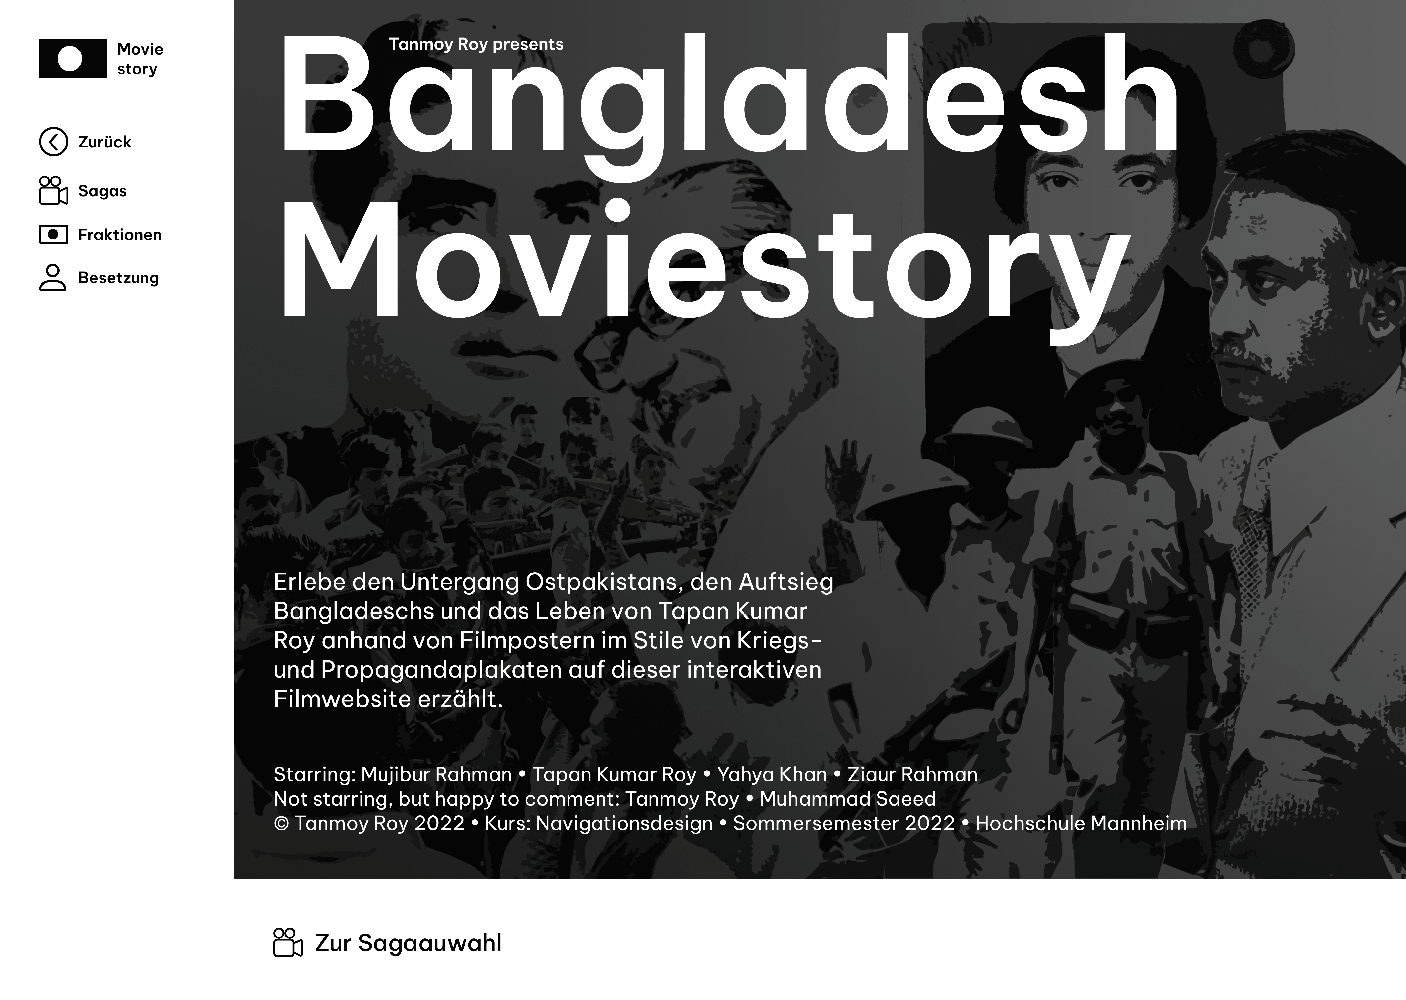 Movie
story
Zurück
Sagas
Fraktionen
Besetzung
Tanmoy Roy presents
Bangladesh
Moviestory
Erlebe den Untergang Ostpakistans, den Auftsieg
Bangladeschs und das Leben von Tapan Kumar
Roy anhand von Filmpostern im Stile von Kriegs-
und Propagandaplakaten auf dieser interaktiven
Filmwebsite erzählt.
Starring: Mujibur Rahman • Tapan Kumar Roy • Yahya Khan • Ziaur Rahman
Not starring, but happy to comment: Tanmoy Roy • Muhammad Saeed
© Tanmoy Roy 2022 • Kurs: Navigationsdesign • Sommersemester 2022 • Hochschule Mannheim
Zur Sagaauwahl